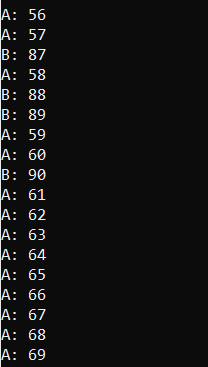 A: 56
A: 57
B: 87
A: 58
B: 88
B: 89
A: 59
A: 60
B: 90
A: 61
A: 62
A: 63
A: 64
A: 65
A: 66
A: 67
A: 68
A: 69